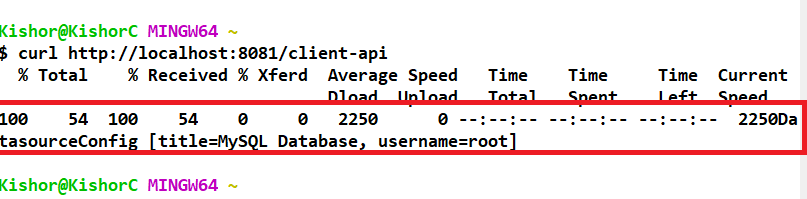 Kishor@KishorC MINGW64 ~
$ curl http://localhost:8081/client-api
% Total % Received % Xferd Average Speed Time Time Time Current
Dload Upload Total Spent Left Speed
100 54 100 54 0 0 2250 0 --:--:-- --:--:-- --:--:-- 2250Da
tasourceConfig [title=MySQL Database, username=root]
Kishor@KishorC MINGW64 ~